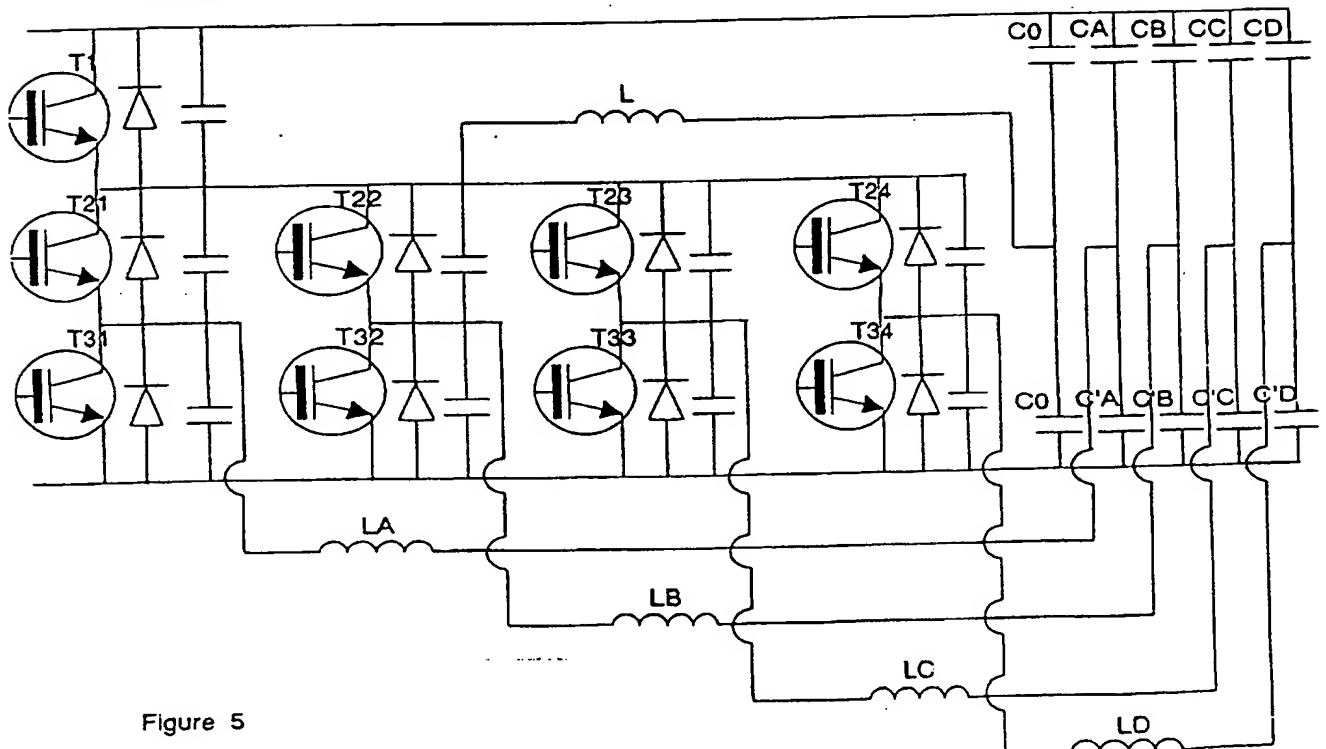 C0 CA CB CC CD
T1
L
T21 T22 T23 T24
T31 T32 T33 T34
C0 C'A C'B C'C C'D
LA
LB
LC
LD
Figure 5